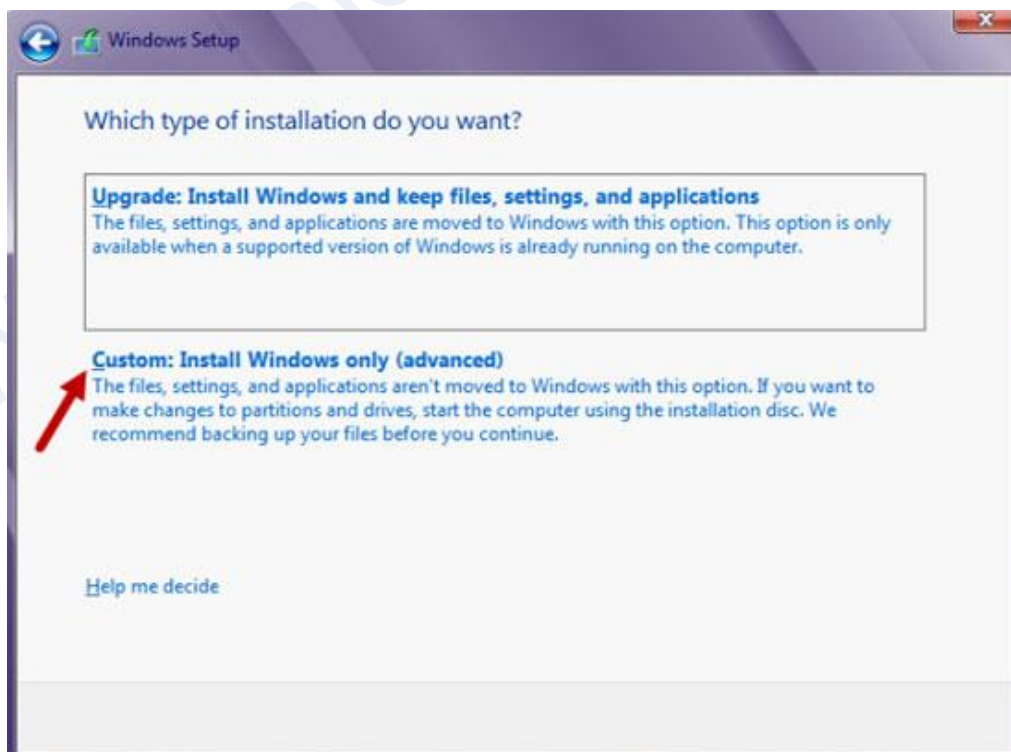 Windows Setup
Which type of installation do you want?
Upgrade: Install Windows and keep files, settings, and applications
The files, settings, and applications are moved to Windows with this option. This option is only
available when a supported version of Windows is already running on the computer.
Custom: Install Windows only (advanced)
The files, settings, and applications aren't moved to Windows with this option. If you want to
make changes to partitions and drives, start the computer using the installation disc. We
recommend backing up your files before you continue.
Help me decide